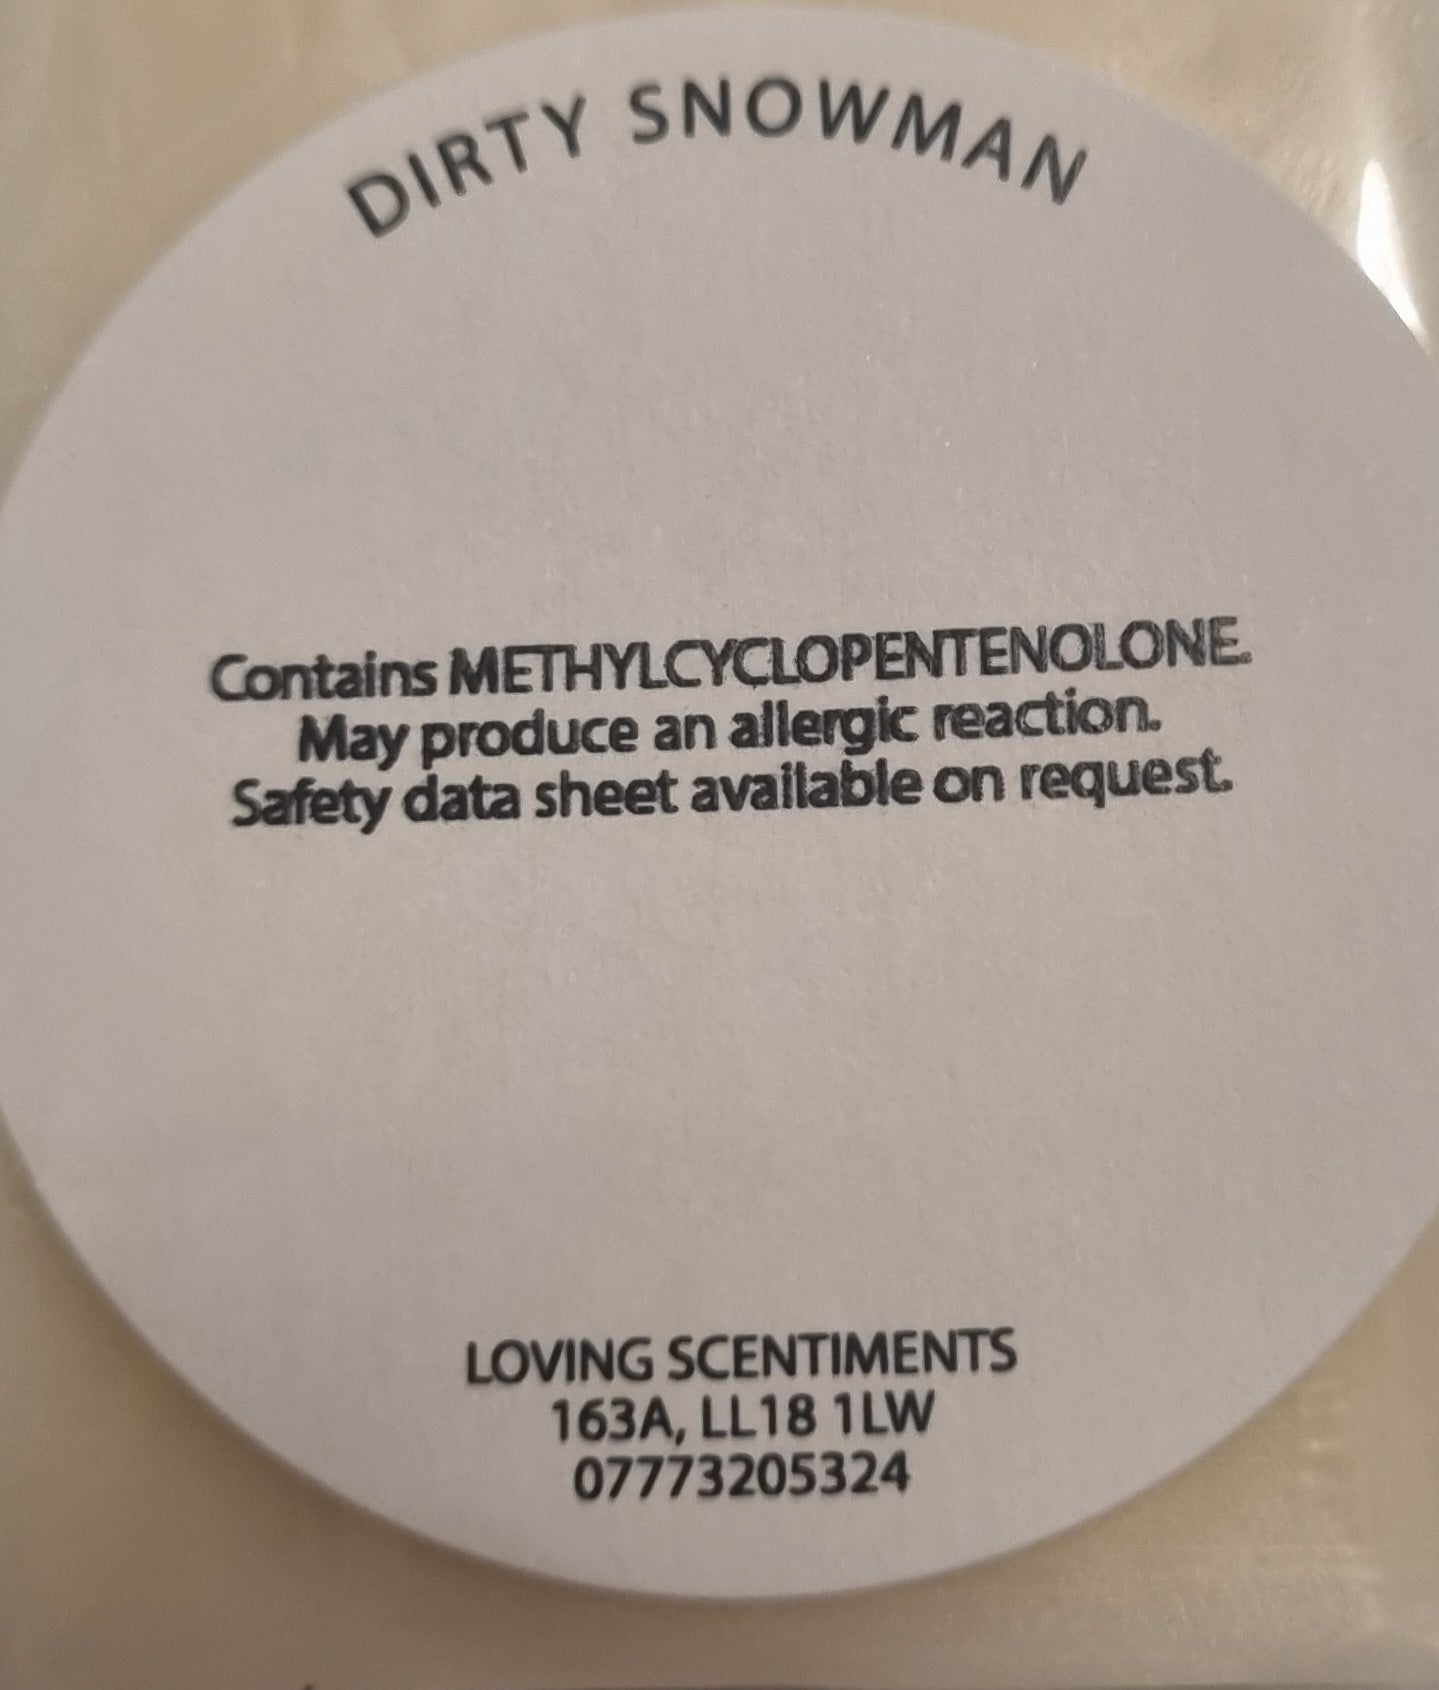 DIRTY SNOWMAN
Contains METHYLCYCLOPENTENOLONE.
May produce an allergic reaction.
Safety data sheet available on request.
LOVING SCENTIMENTS
163A, LL18 1LW
07773205324